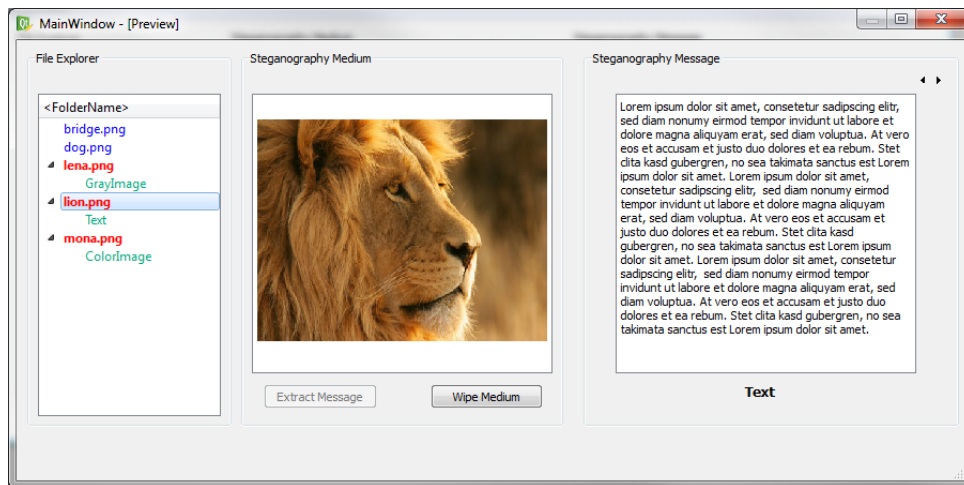 MainWindow - [Preview]
File Explorer
<FolderName>
bridge.png
dog.png
lena.png
GrayImage
lion.png
Text
mona.png
ColorImage
Steganography Medium
Extract Message
Wipe Medium
Steganography Message
Lorem ipsum dolor sit amet, consetetur sadipscing elitr,
sed diam nonumy eirmod tempor invidunt ut labore et
dolore magna aliquyam erat, sed diam voluptua. At vero
eos et accusam et justo duo dolores et ea rebum. Stet
clita kasd gubergren, no sea takimata sanctus est Lorem
ipsum dolor sit amet. Lorem ipsum dolor sit amet,
consetetur sadipscing elitr,  sed diam nonumy eirmod
tempor invidunt ut labore et dolore magna aliquyam
erat, sed diam voluptua. At vero eos et accusam et
justo duo dolores et ea rebum. Stet clita kasd
gubergren, no sea takimata sanctus est Lorem ipsum
dolor sit amet. Lorem ipsum dolor sit amet, consetetur
sadipscing elitr,  sed diam nonumy eirmod tempor
invidunt ut labore et dolore magna aliquyam erat, sed
diam voluptua. At vero eos et accusam et justo duo
dolores et ea rebum. Stet clita kasd gubergren, no sea
takimata sanctus est Lorem ipsum dolor sit amet.
Text